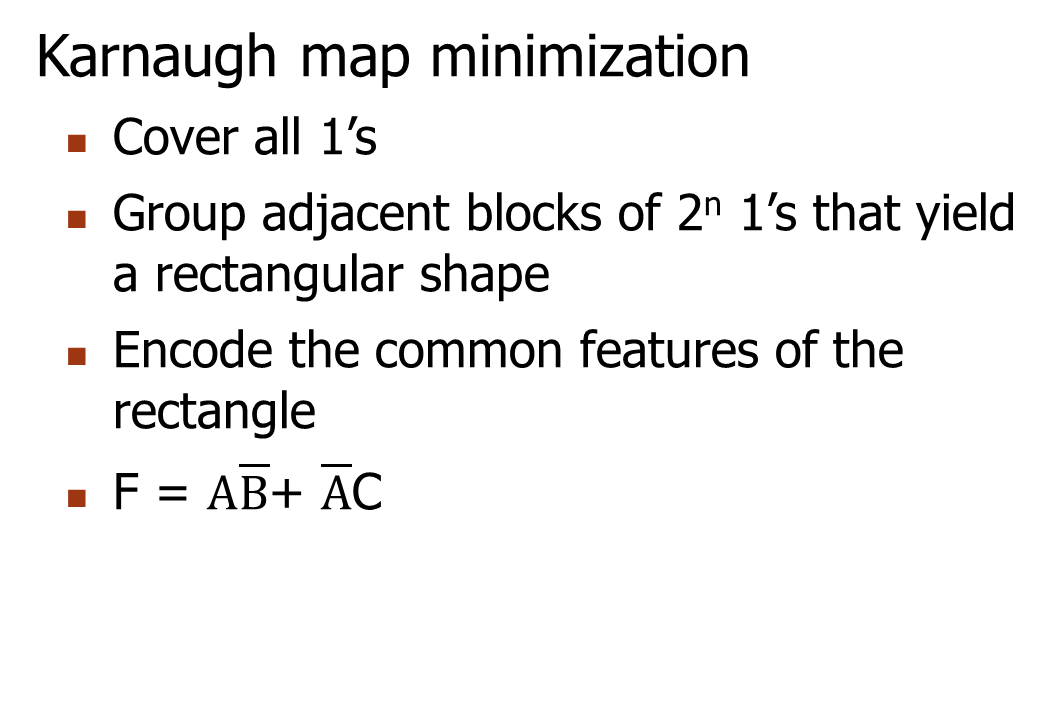 Karnaugh map minimization
■ Cover all 1’s
■ Group adjacent blocks of 2ⁿ 1’s that yield
a rectangular shape
■ Encode the common features of the
rectangle
■ F = AB̅+ A̅C